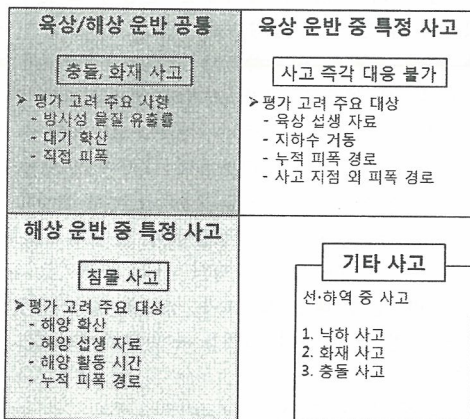 육상/해상 운반 공통
충돌, 화재 사고
➤ 평가 고려 주요 사항
- 방사성 물질 유출률
- 대기 확산
- 직접 피폭
육상 운반 중 특정 사고
사고 즉각 대응 불가
➤ 평가 고려 주요 대상
- 육상 섭생 자료
- 지하수 거동
- 누적 피폭 경로
- 사고 지점 외 피폭 경로
해상 운반 중 특정 사고
침몰 사고
➤ 평가 고려 주요 대상
- 해양 확산
- 해양 섭생 자료
- 해양 활동 시간
- 누적 피폭 경로
기타 사고
선·하역 중 사고
1. 낙하 사고
2. 화재 사고
3. 충돌 사고